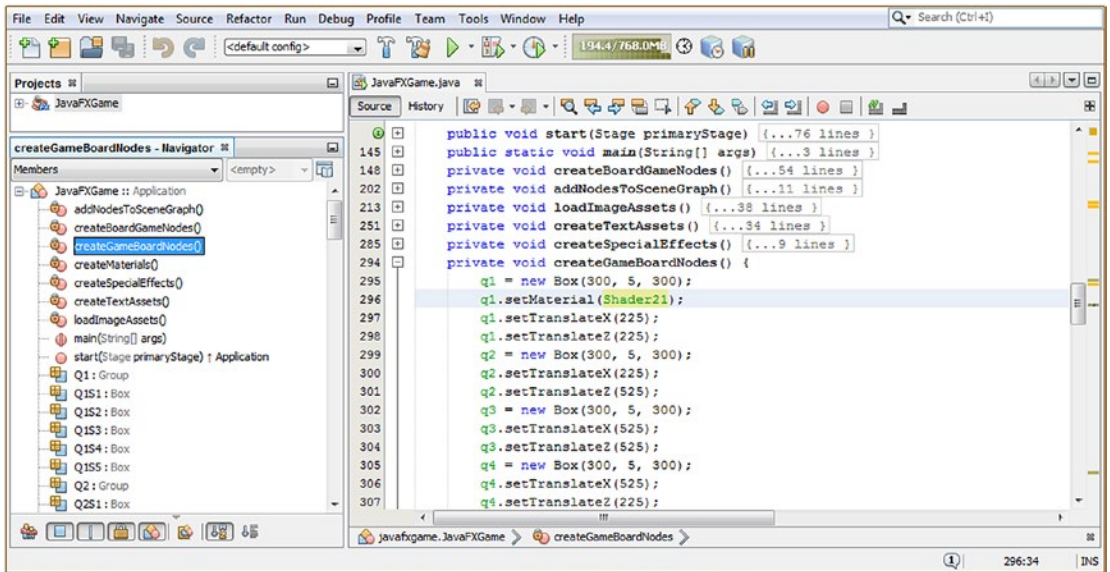 File Edit View Navigate Source Refactor Run Debug Profile Team Tools Window Help
Search (Ctrl+I)
<default config>
194.4/768.0MB
Projects
JavaFXGame
createGameBoardNodes - Navigator
Members
<empty>
JavaFXGame :: Application
addNodesToSceneGraph()
createBoardGameNodes()
createGameBoardNodes()
createMaterials()
createSpecialEffects()
createTextAssets()
loadImageAssets()
main(String[] args)
start(Stage primaryStage) ↑ Application
Q1 : Group
Q1S1 : Box
Q1S2 : Box
Q1S3 : Box
Q1S4 : Box
Q1S5 : Box
Q2 : Group
Q2S1 : Box
JavaFXGame.java
Source History
public void start(Stage primaryStage) {...76 lines }
145 public static void main(String[] args) {...3 lines }
148 private void createBoardGameNodes() {...54 lines }
202 private void addNodesToSceneGraph() {...11 lines }
213 private void loadImageAssets() {...38 lines }
251 private void createTextAssets() {...34 lines }
285 private void createSpecialEffects() {...9 lines }
294 private void createGameBoardNodes() {
295 q1 = new Box(300, 5, 300);
296 q1.setMaterial(Shader21);
297 q1.setTranslateX(225);
298 q1.setTranslateZ(225);
299 q2 = new Box(300, 5, 300);
300 q2.setTranslateX(225);
301 q2.setTranslateZ(525);
302 q3 = new Box(300, 5, 300);
303 q3.setTranslateX(525);
304 q3.setTranslateZ(525);
305 q4 = new Box(300, 5, 300);
306 q4.setTranslateX(525);
307 q4.setTranslateZ(225);
javafxgame.JavaFXGame
createGameBoardNodes
1
296:34
INS